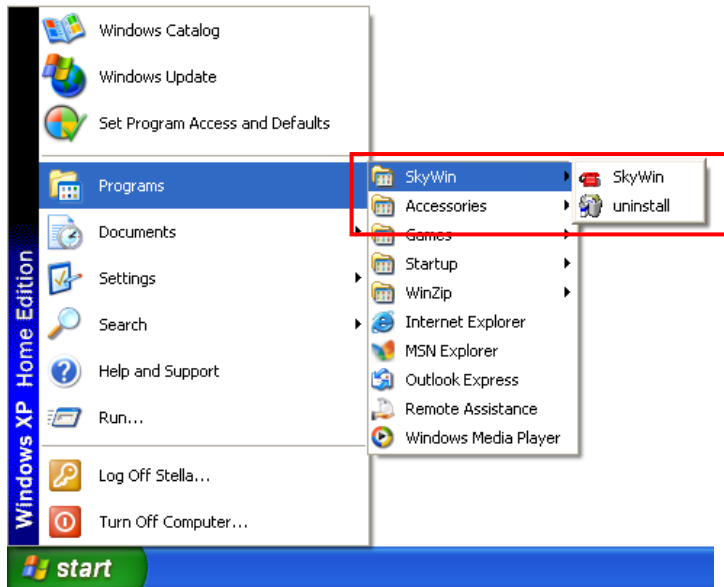 Windows Catalog
Windows Update
Set Program Access and Defaults
Programs
Documents
Settings
Search
Help and Support
Run...
Log Off Stella...
Turn Off Computer...
Windows XP Home Edition
start
SkyWin
Accessories
Games
Startup
WinZip
Internet Explorer
MSN Explorer
Outlook Express
Remote Assistance
Windows Media Player
SkyWin
uninstall